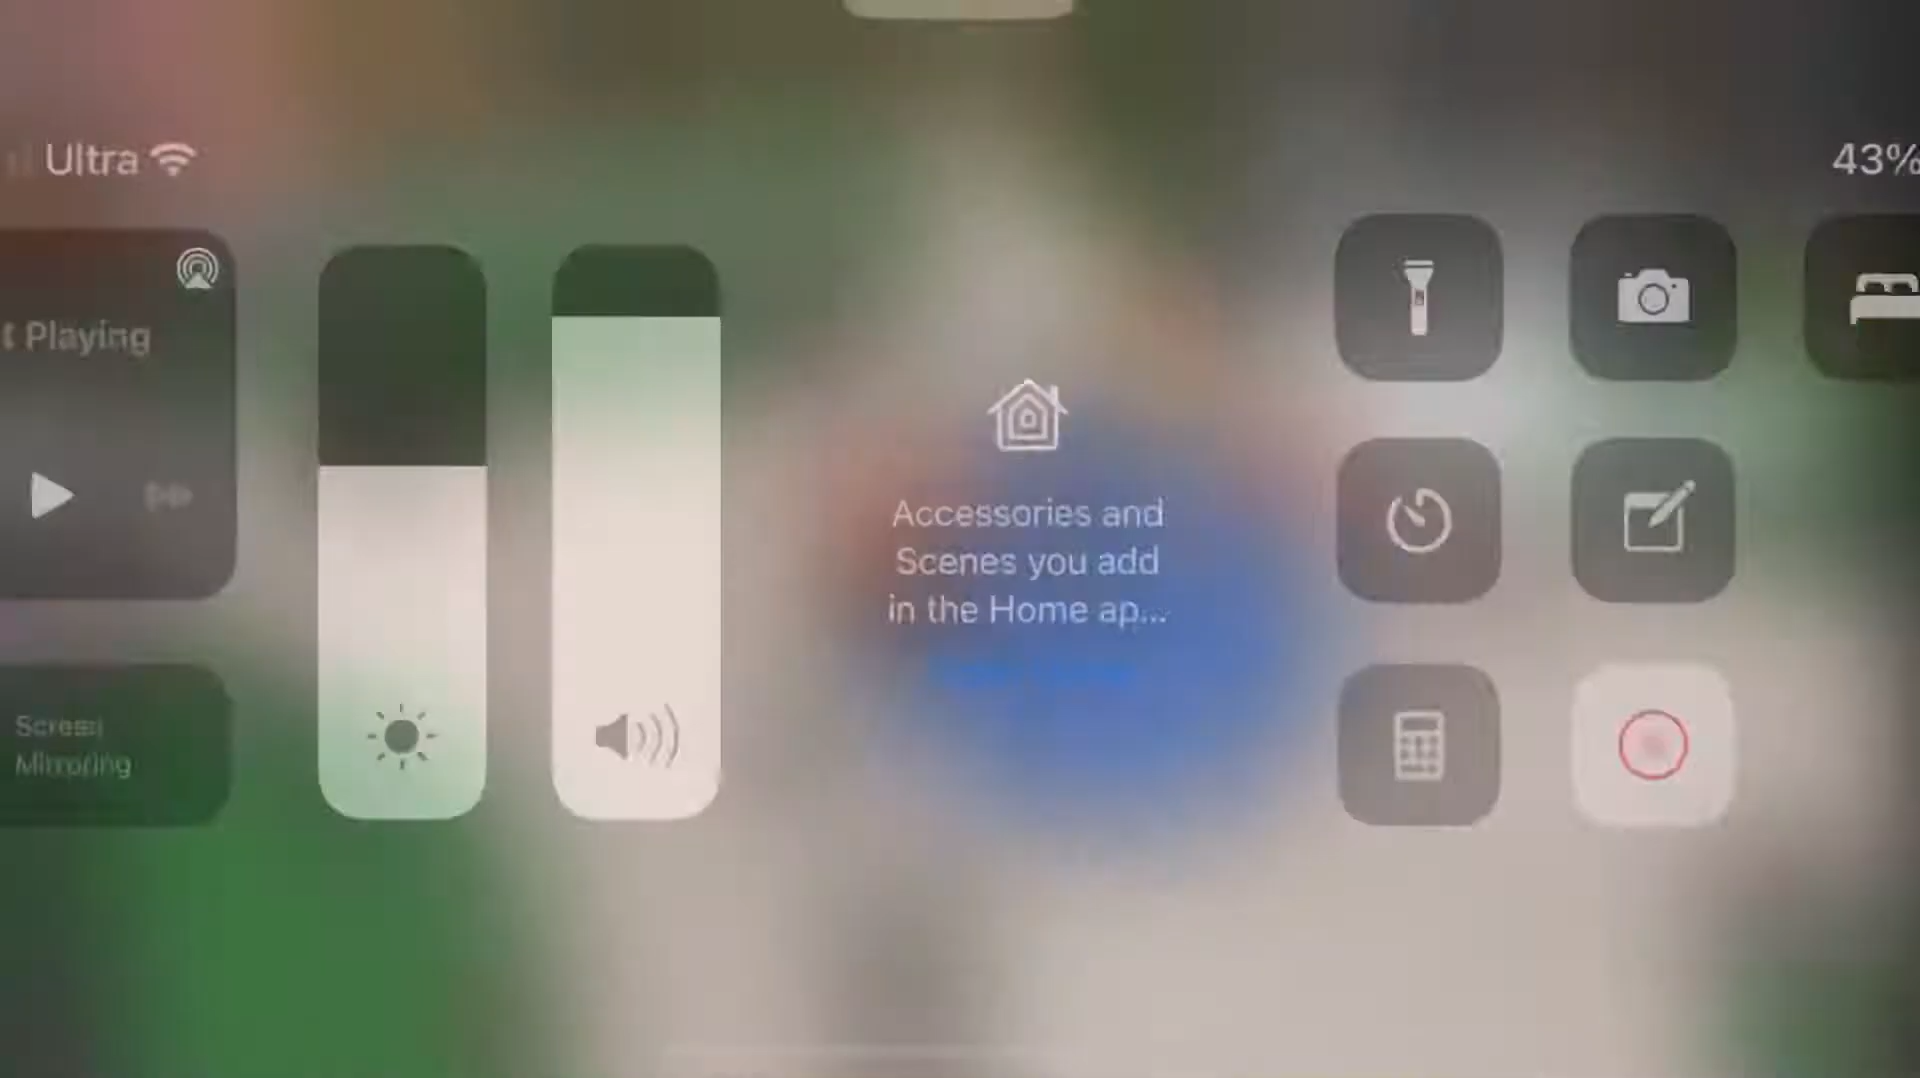 Ultra
43%
t Playing
Accessories and
Scenes you add
in the Home ap...
Screen
Mirroring